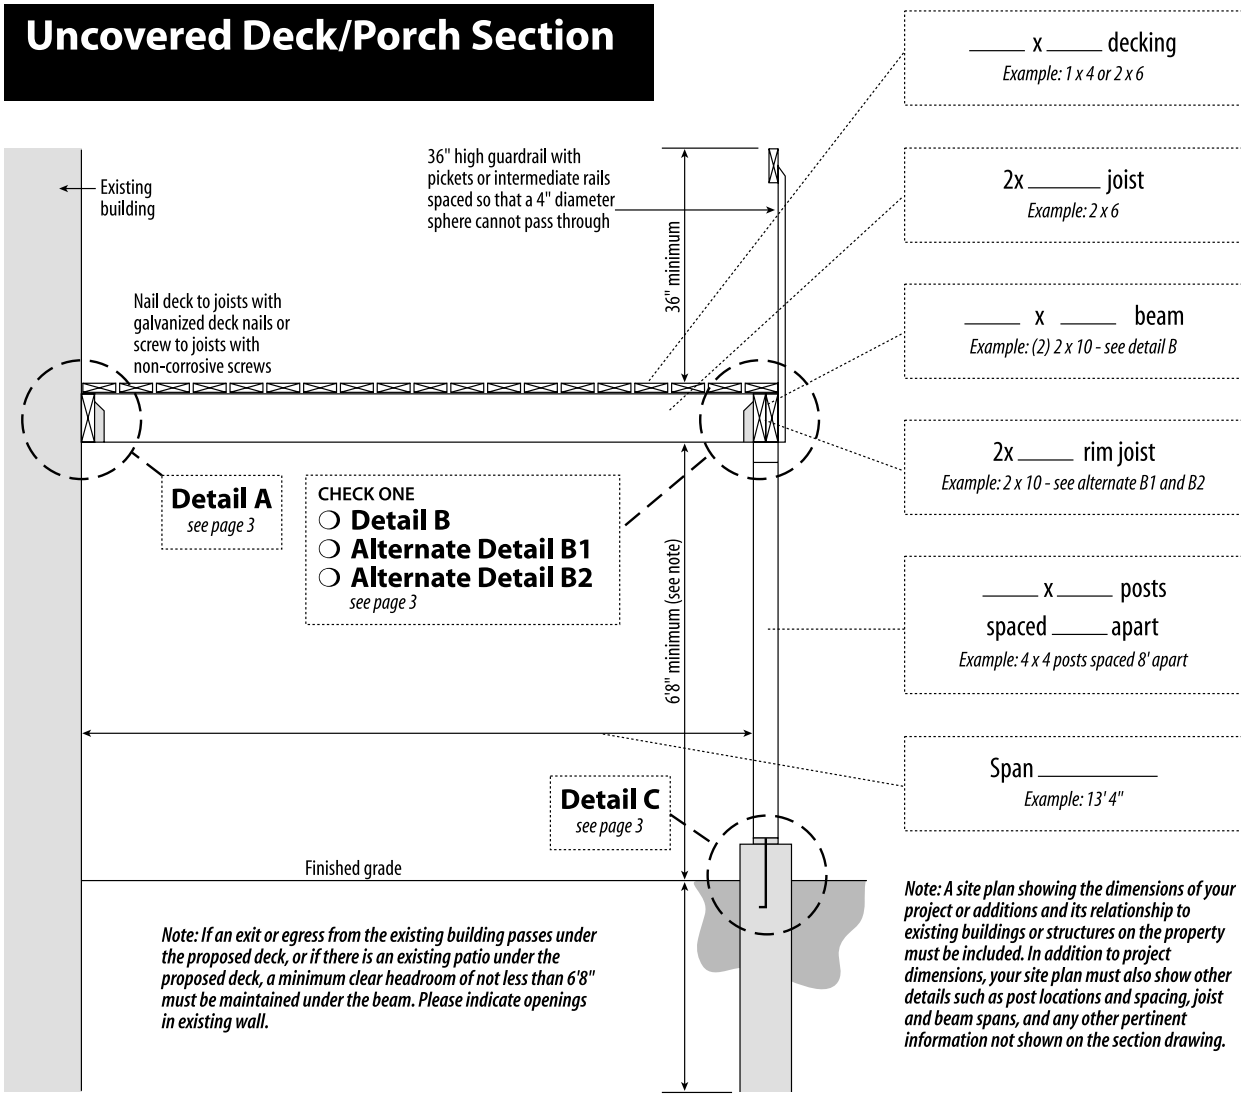 Uncovered Deck/Porch Section
____ x ____ decking
Example: 1 x 4 or 2 x 6
36" high guardrail with
pickets or intermediate rails
spaced so that a 4" diameter
sphere cannot pass through
Existing
building
2x ____ joist
Example: 2 x 6
36" minimum
Nail deck to joists with
galvanized deck nails or
screw to joists with
non-corrosive screws
____ x ____ beam
Example: (2) 2 x 10 - see detail B
2x ____ rim joist
Example: 2 x 10 - see alternate B1 and B2
Detail A
see page 3
CHECK ONE
❍ Detail B
❍ Alternate Detail B1
❍ Alternate Detail B2
see page 3
6'8" minimum (see note)
____ x ____ posts
spaced ____ apart
Example: 4 x 4 posts spaced 8' apart
Span ____
Example: 13' 4"
Detail C
see page 3
Finished grade
Note: If an exit or egress from the existing building passes under
the proposed deck, or if there is an existing patio under the
proposed deck, a minimum clear headroom of not less than 6'8"
must be maintained under the beam. Please indicate openings
in existing wall.
Note: A site plan showing the dimensions of your
project or additions and its relationship to
existing buildings or structures on the property
must be included. In addition to project
dimensions, your site plan must also show other
details such as post locations and spacing, joist
and beam spans, and any other pertinent
information not shown on the section drawing.